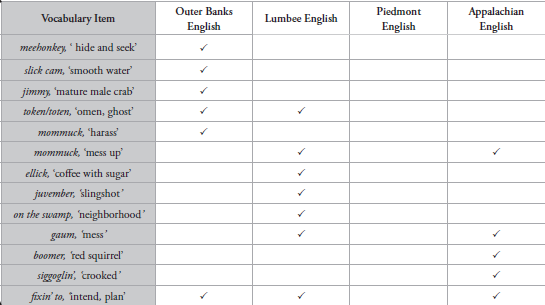 Vocabulary Item Outer Banks English Lumbee English Piedmont English Appalachian English
meehonkey, ‘ hide and seek’ ✓
slick cam, ‘smooth water’ ✓
jimmy, ‘mature male crab’ ✓
token/toten, ‘omen, ghost’ ✓ ✓
mommuck, ‘harass’ ✓
mommuck, ‘mess up’ ✓ ✓
ellick, ‘coffee with sugar’ ✓
juvember, ‘slingshot’ ✓
on the swamp, ‘neighborhood’ ✓
gaum, ‘mess’ ✓ ✓
boomer, ‘red squirrel’ ✓
siggoglin’, ‘crooked’ ✓
fixin’ to, ‘intend, plan’ ✓ ✓ ✓